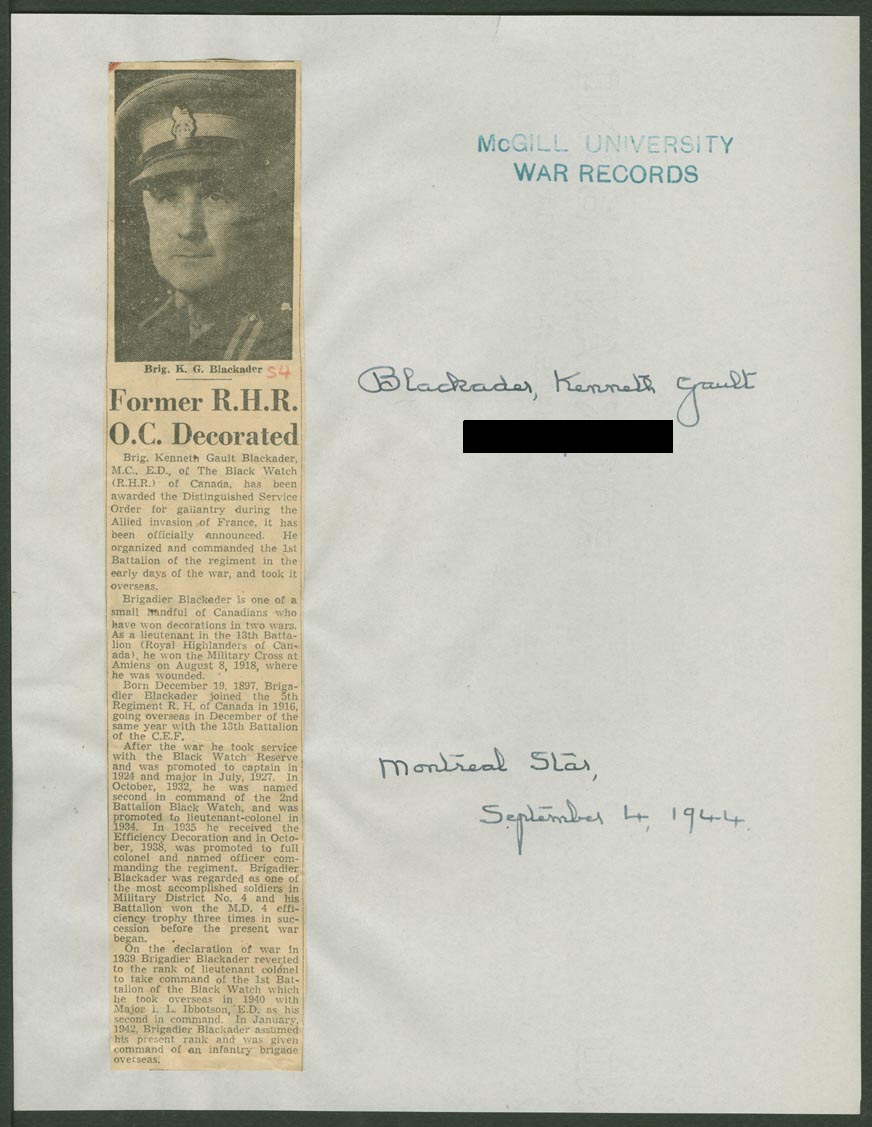 McGILL UNIVERSITY
WAR RECORDS
Brig. K. G. Blackader 54
Former R.H.R.
O.C. Decorated
Brig. Kenneth Gault Blackader,
M.C., E.D., of The Black Watch
(R.H.R.) of Canada, has been
awarded the Distinguished Service
Order for gallantry during the
Allied invasion of France, it has
been officially announced. He
organized and commanded the 1st
Battalion of the regiment in the
early days of the war, and took it
overseas.
Brigadier Blackader is one of a
small handful of Canadians who
have won decorations in two wars.
As a lieutenant in the 13th Batta-
lion (Royal Highlanders of Can-
ada), he won the Military Cross at
Amiens on August 8, 1918, where
he was wounded.
Born December 19, 1897, Briga-
dier Blackader joined the 5th
Regiment R. H. of Canada in 1916,
going overseas in December of the
same year with the 13th Battalion
of the C.E.F.
After the war he took service
with the Black Watch Reserve
and was promoted to captain in
1924 and major in July, 1927. In
October, 1932, he was named
second in command of the 2nd
Battalion Black Watch, and was
promoted to lieutenant-colonel in
1934. In 1935 he received the
Efficiency Decoration and in Octo-
ber, 1938, was promoted to full
colonel and named officer com-
manding the regiment. Brigadier
Blackader was regarded as one of
the most accomplished soldiers in
Military District No. 4 and his
Battalion won the M.D. 4 effi-
ciency trophy three times in suc-
cession before the present war
began.
On the declaration of war in
1939 Brigadier Blackader reverted
to the rank of lieutenant colonel
to take command of the 1st Bat-
talion of the Black Watch which
he took overseas in 1940 with
Major I. L. Ibbotson, E.D. as his
second in command. In January,
1942, Brigadier Blackader assumed
his present rank and was given
command of an infantry brigade
overseas.
Blackader, Kenneth Gault
Montreal Star,
September 4, 1944.